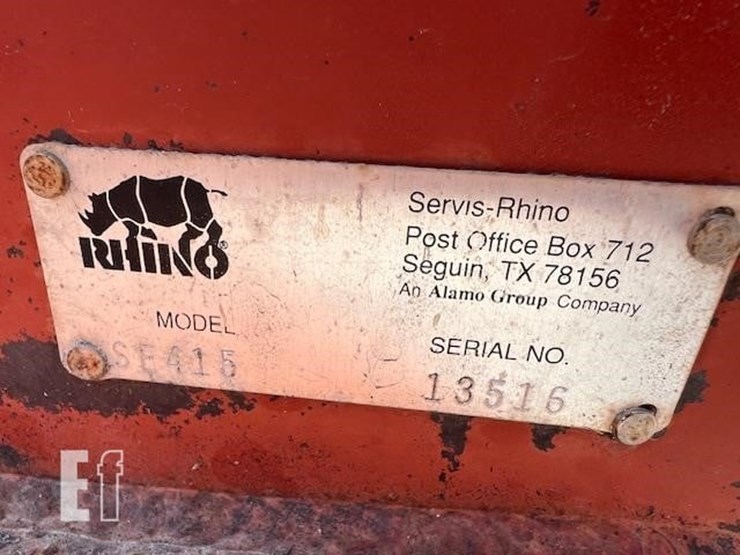 RHINO®
Servis-Rhino
Post Office Box 712
Seguin, TX 78156
An Alamo Group Company
MODEL
SE415
SERIAL NO.
13516
Ef